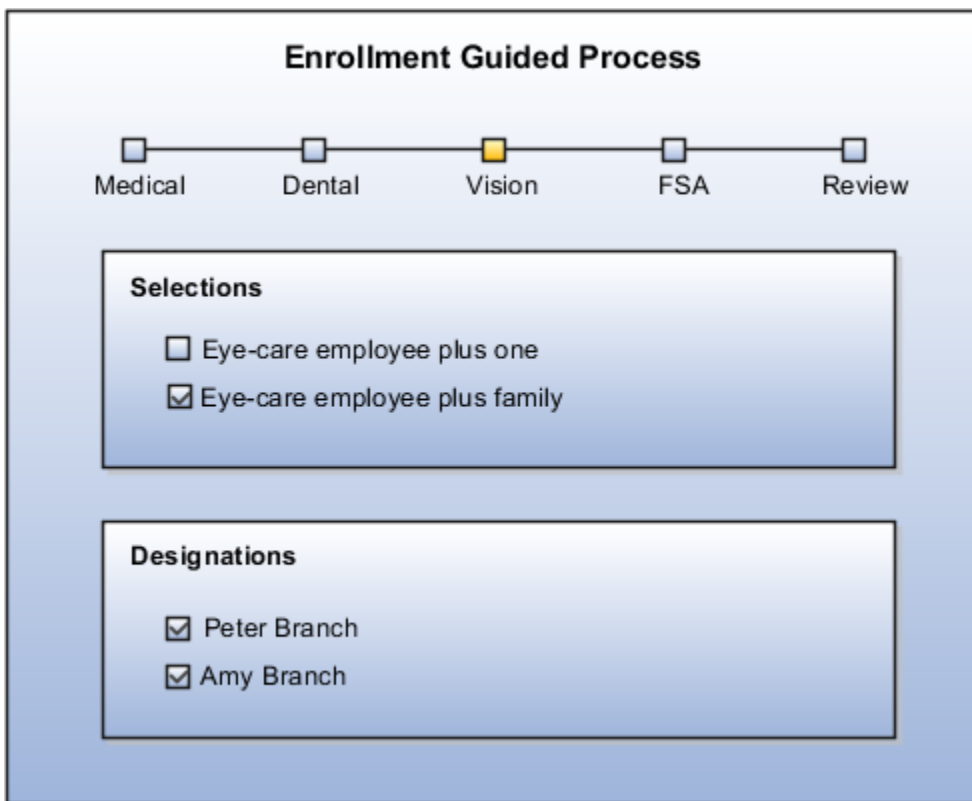 Enrollment Guided Process
Medical Dental Vision FSA Review
Selections
Eye-care employee plus one
Eye-care employee plus family
Designations
Peter Branch
Amy Branch